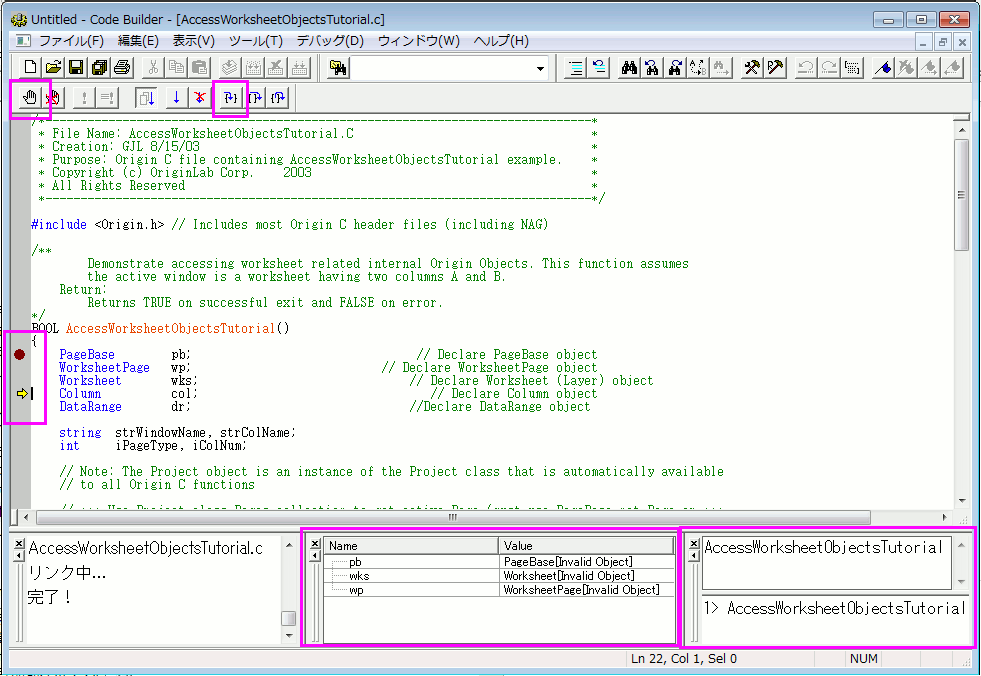 Untitled - Code Builder - [AccessWorksheetObjectsTutorial.c]
ファイル(F) 編集(E) 表示(V) ツール(T) デバッグ(D) ウィンドウ(W) ヘルプ(H)
/*------------------------------------------------------------------------------*
* File Name: AccessWorksheetObjectsTutorial.C *
* Creation: GJL 8/15/03 *
* Purpose: Origin C file containing AccessWorksheetObjectsTutorial example. *
* Copyright (c) OriginLab Corp. 2003 *
* All Rights Reserved *
*------------------------------------------------------------------------------*/
#include <Origin.h> // Includes most Origin C header files (including NAG)
/**
Demonstrate accessing worksheet related internal Origin Objects. This function assumes
the active window is a worksheet having two columns A and B.
Return:
Returns TRUE on successful exit and FALSE on error.
*/
BOOL AccessWorksheetObjectsTutorial()
{
PageBase pb; // Declare PageBase object
WorksheetPage wp; // Declare WorksheetPage object
Worksheet wks; // Declare Worksheet (Layer) object
Column col; // Declare Column object
DataRange dr; //Declare DataRange object
string strWindowName, strColName;
int iPageType, iColNum;
// Note: The Project object is an instance of the Project class that is automatically available
// to all Origin C functions
AccessWorksheetObjectsTutorial.c
リンク中...
完了！
Name Value
pb PageBase[Invalid Object]
wks Worksheet[Invalid Object]
wp WorksheetPage[Invalid Object]
AccessWorksheetObjectsTutorial
1> AccessWorksheetObjectsTutorial
Ln 22, Col 1, Sel 0 NUM